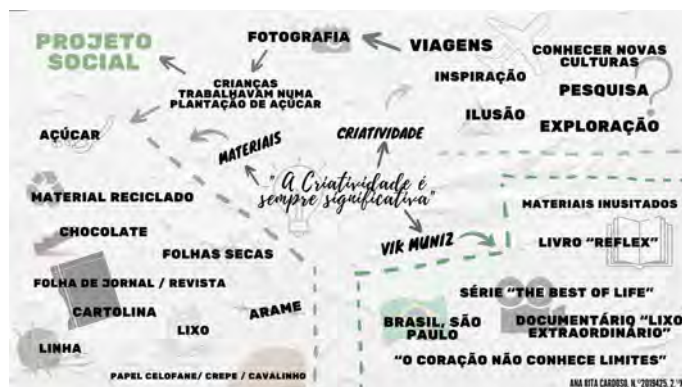 PROJETO
SOCIAL
FOTOGRAFIA
VIAGENS
CONHECER NOVAS
CULTURAS
INSPIRAÇÃO
PESQUISA
ILUSÃO
EXPLORAÇÃO
CRIANÇAS
TRABALHAVAM NUMA
PLANTAÇÃO DE AÇÚCAR
AÇÚCAR
MATERIAIS
CRIATIVIDADE
"A Criatividade é
sempre significativa"
VIK MUNIZ
MATERIAL RECICLADO
CHOCOLATE
FOLHAS SECAS
FOLHA DE JORNAL / REVISTA
CARTOLINA
ARAME
LIXO
LINHA
PAPEL CELOFANE/ CREPE / CAVALINHO
MATERIAIS INUSITADOS
LIVRO "REFLEX"
SÉRIE "THE BEST OF LIFE"
BRASIL, SÃO
PAULO
DOCUMENTÁRIO "LIXO
EXTRAORDINÁRIO"
"O CORAÇÃO NÃO CONHECE LIMITES"
ANA RITA CARDOSO, N.º2019425, 2.º